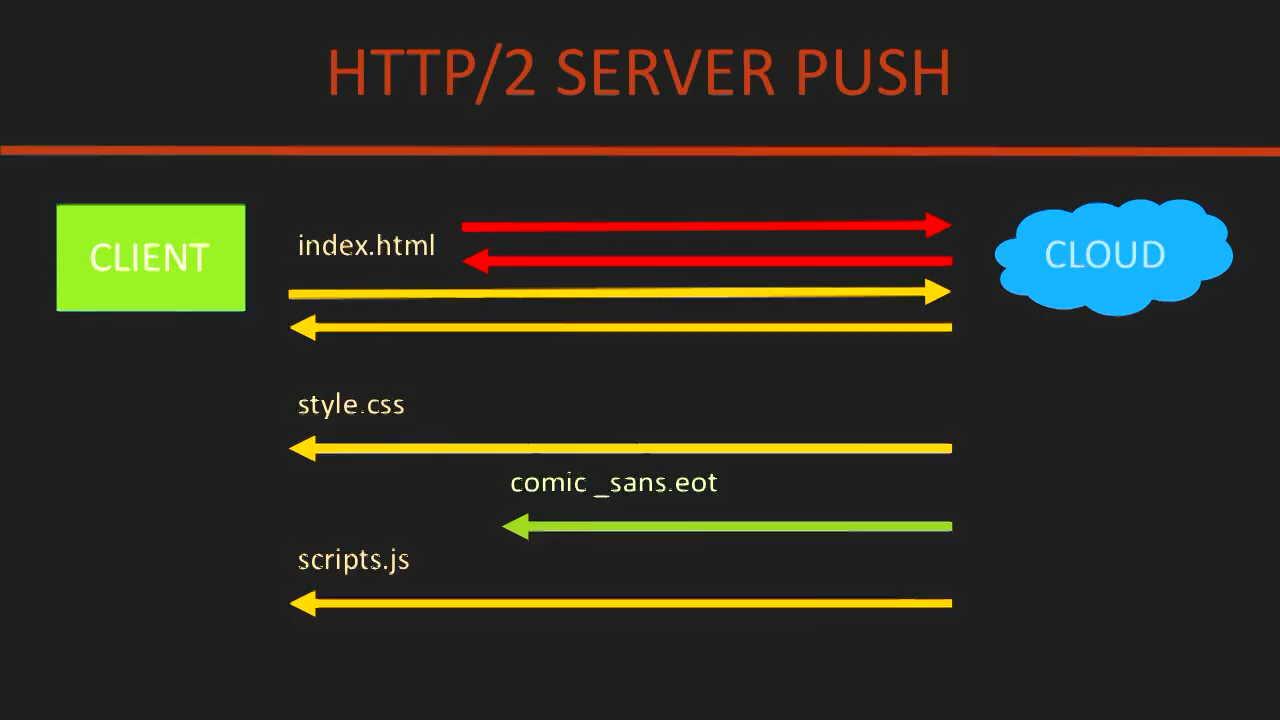 HTTP/2 SERVER PUSH
CLIENT
index.html
CLOUD
style.css
comic _sans.eot
scripts.js